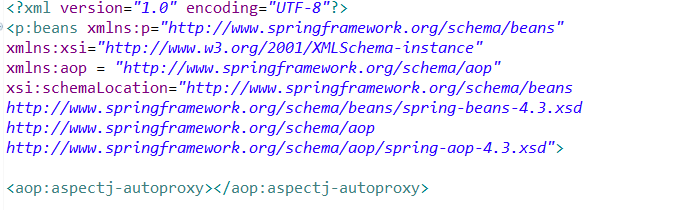 <?xml version="1.0" encoding="UTF-8"?>
<p:beans xmlns:p="http://www.springframework.org/schema/beans"
xmlns:xsi="http://www.w3.org/2001/XMLSchema-instance"
xmlns:aop = "http://www.springframework.org/schema/aop"
xsi:schemaLocation="http://www.springframework.org/schema/beans
http://www.springframework.org/schema/beans/spring-beans-4.3.xsd
http://www.springframework.org/schema/aop
http://www.springframework.org/schema/aop/spring-aop-4.3.xsd">
<aop:aspectj-autoproxy></aop:aspectj-autoproxy>